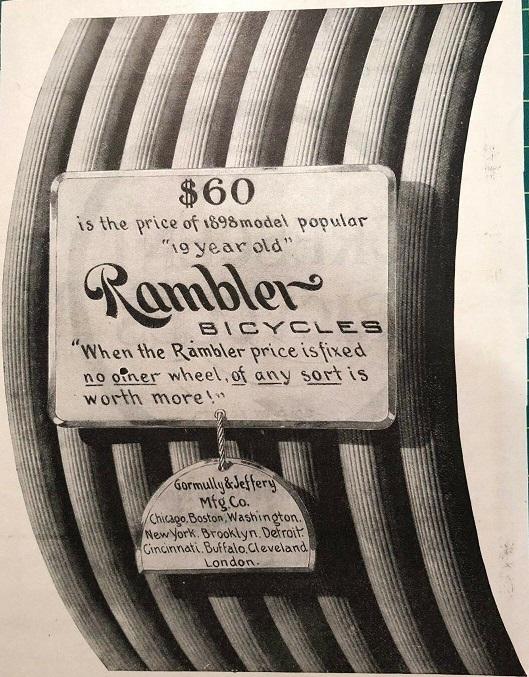 $60
is the price of 1898 model popular
"19 year old"
Rambler
BICYCLES
"When the Rambler price is fixed
no other wheel, of any sort is
worth more!"
Gormully & Jeffery
Mfg Co.
Chicago, Boston, Washington,
New York, Brooklyn, Detroit.
Cincinnati, Buffalo, Cleveland
London.